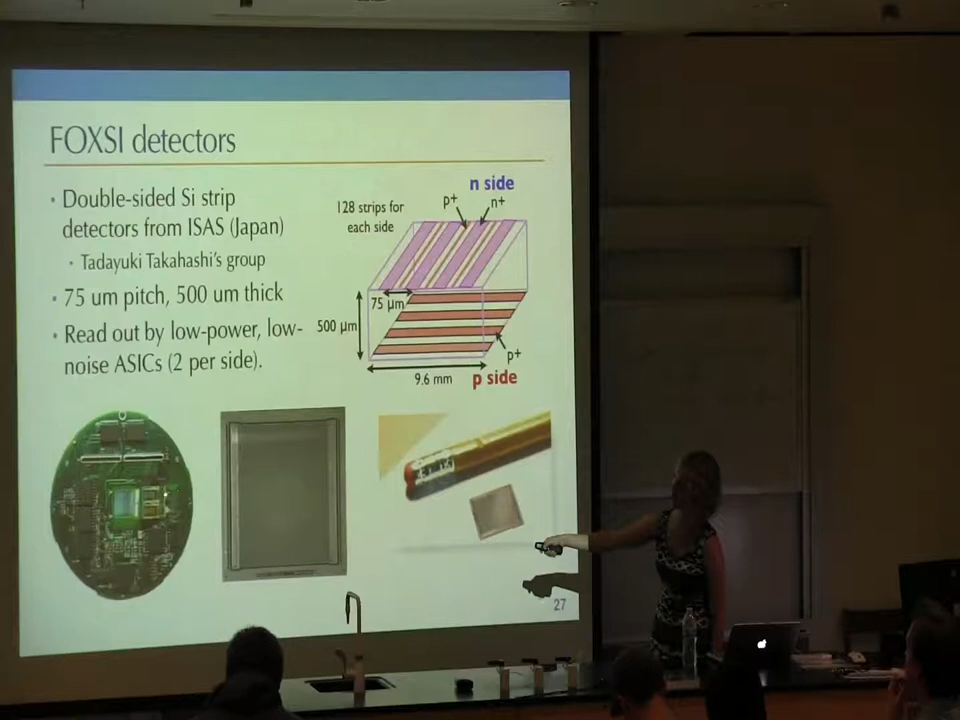 FOXSI detectors
• Double-sided Si strip
detectors from ISAS (Japan)
• Tadayuki Takahashi's group
• 75 um pitch, 500 um thick
• Read out by low-power, low-
noise ASICs (2 per side).
n side
128 strips for
each side
p+
n+
75 μm
500 μm
p+
9.6 mm
p side
27